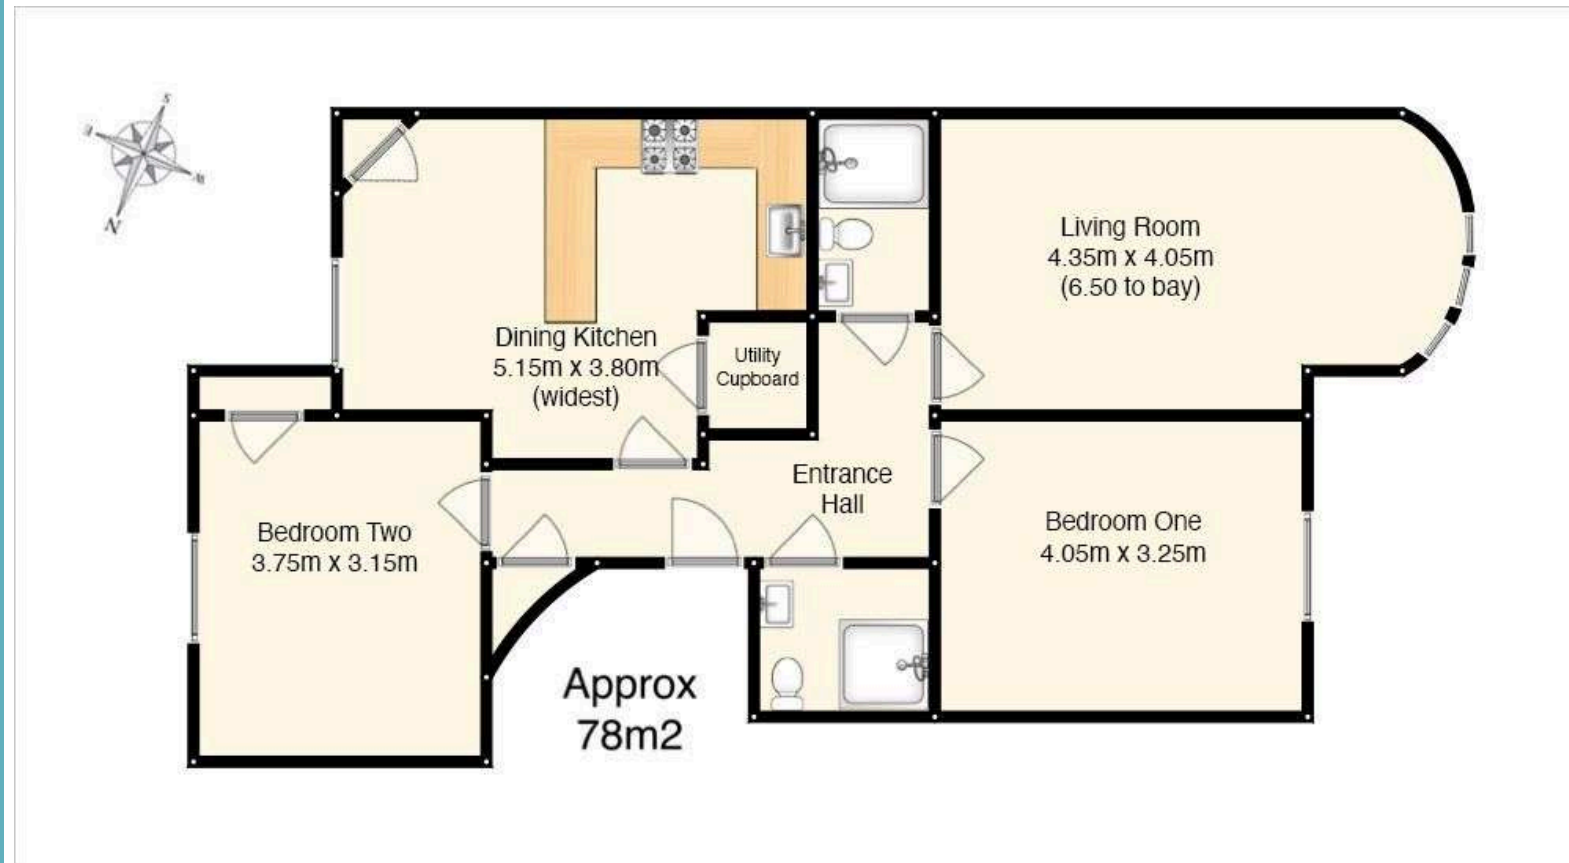 S
N
Dining Kitchen
5.15m x 3.80m
(widest)
Utility
Cupboard
Living Room
4.35m x 4.05m
(6.50 to bay)
Entrance
Hall
Bedroom Two
3.75m x 3.15m
Bedroom One
4.05m x 3.25m
Approx
78m2